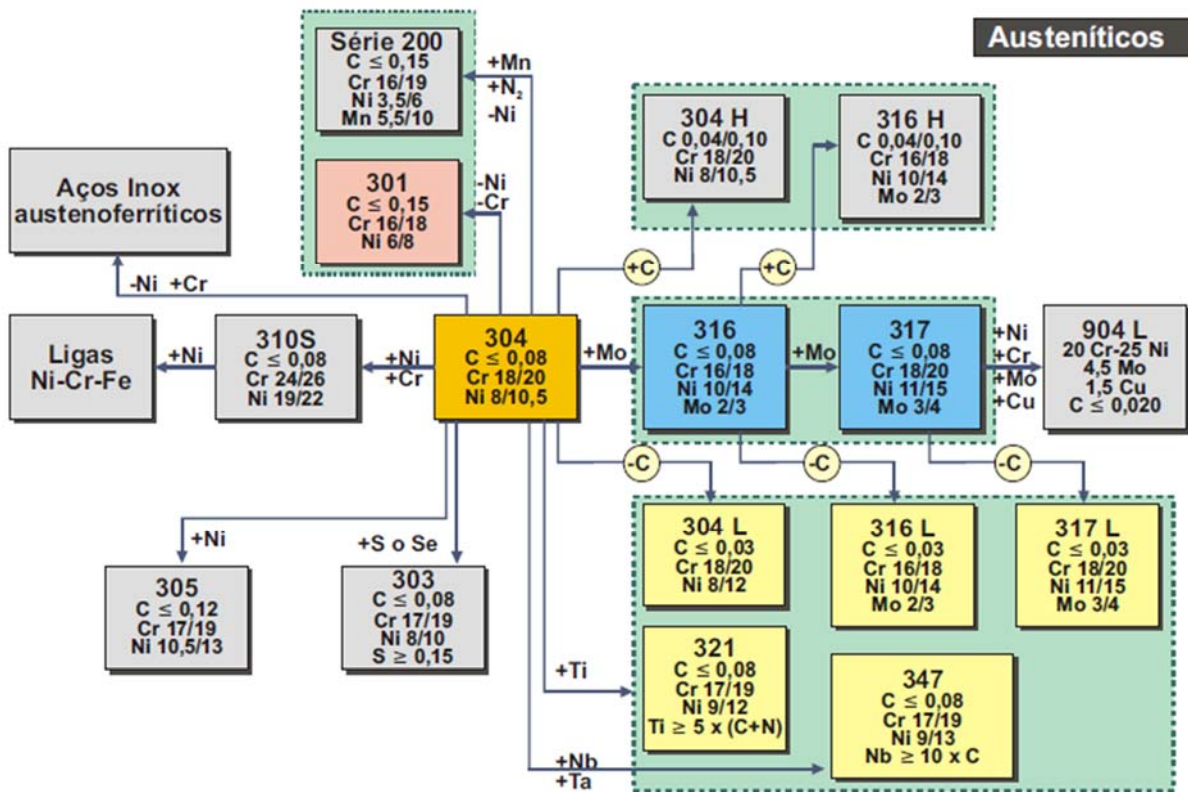 Austeníticos
Série 200
C ≤ 0,15
Cr 16/19
Ni 3,5/6
Mn 5,5/10
+Mn
+N₂
-Ni
301
C ≤ 0,15
Cr 16/18
Ni 6/8
-Ni
-Cr
304 H
C 0,04/0,10
Cr 18/20
Ni 8/10,5
316 H
C 0,04/0,10
Cr 16/18
Ni 10/14
Mo 2/3
Aços Inox
austenoferríticos
-Ni +Cr
+C
+C
Ligas
Ni-Cr-Fe
+Ni
310S
C ≤ 0,08
Cr 24/26
Ni 19/22
+Ni
+Cr
304
C ≤ 0,08
Cr 18/20
Ni 8/10,5
+Mo
316
C ≤ 0,08
Cr 16/18
Ni 10/14
Mo 2/3
+Mo
317
C ≤ 0,08
Cr 18/20
Ni 11/15
Mo 3/4
+Ni
+Cr
+Mo
+Cu
904 L
20 Cr-25 Ni
4,5 Mo
1,5 Cu
C ≤ 0,020
-C
-C
-C
+Ni
305
C ≤ 0,12
Cr 17/19
Ni 10,5/13
+S o Se
303
C ≤ 0,08
Cr 17/19
Ni 8/10
S ≥ 0,15
304 L
C ≤ 0,03
Cr 18/20
Ni 8/12
316 L
C ≤ 0,03
Cr 16/18
Ni 10/14
Mo 2/3
317 L
C ≤ 0,03
Cr 18/20
Ni 11/15
Mo 3/4
+Ti
321
C ≤ 0,08
Cr 17/19
Ni 9/12
Ti ≥ 5 x (C+N)
+Nb
+Ta
347
C ≤ 0,08
Cr 17/19
Ni 9/13
Nb ≥ 10 x C